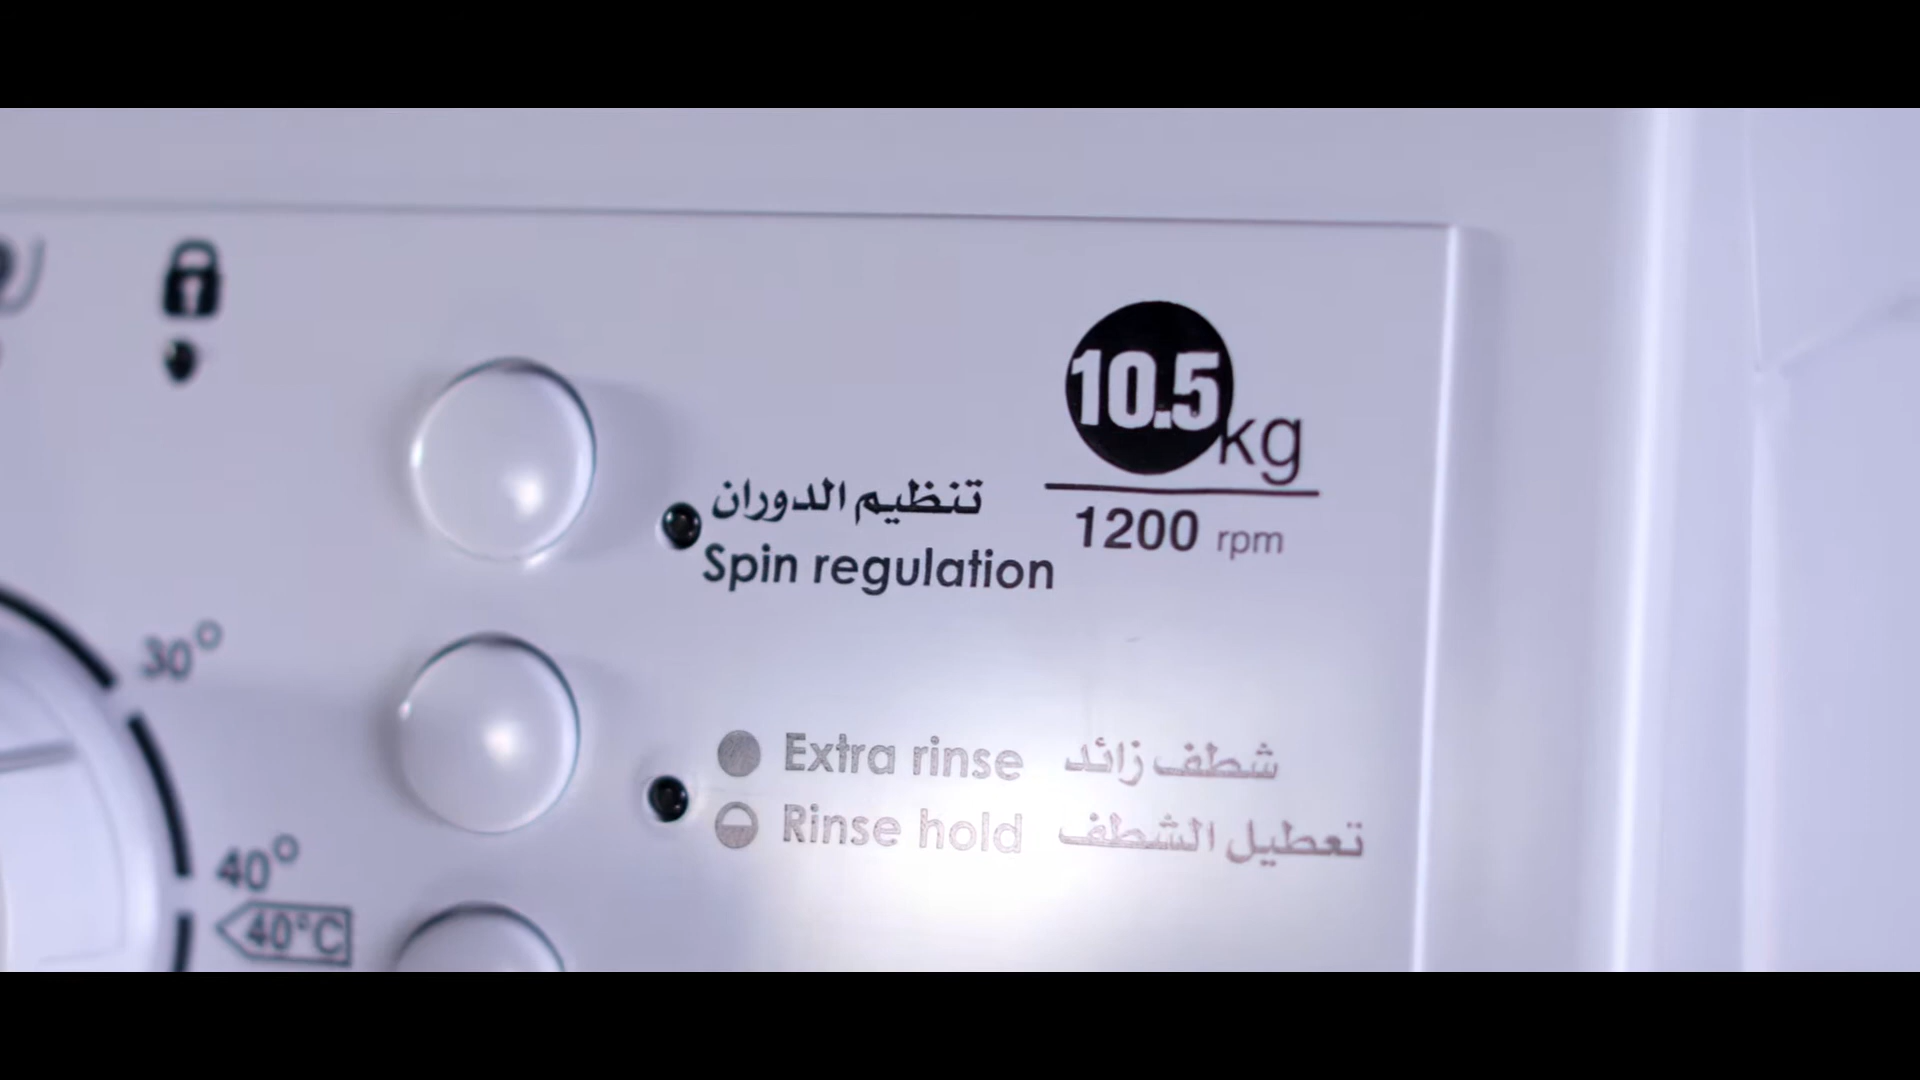 10.5 kg
1200 rpm
تنظيم الدوران
Spin regulation
30°
Extra rinse شطف زائد
Rinse hold تعطيل الشطف
40°
40°C